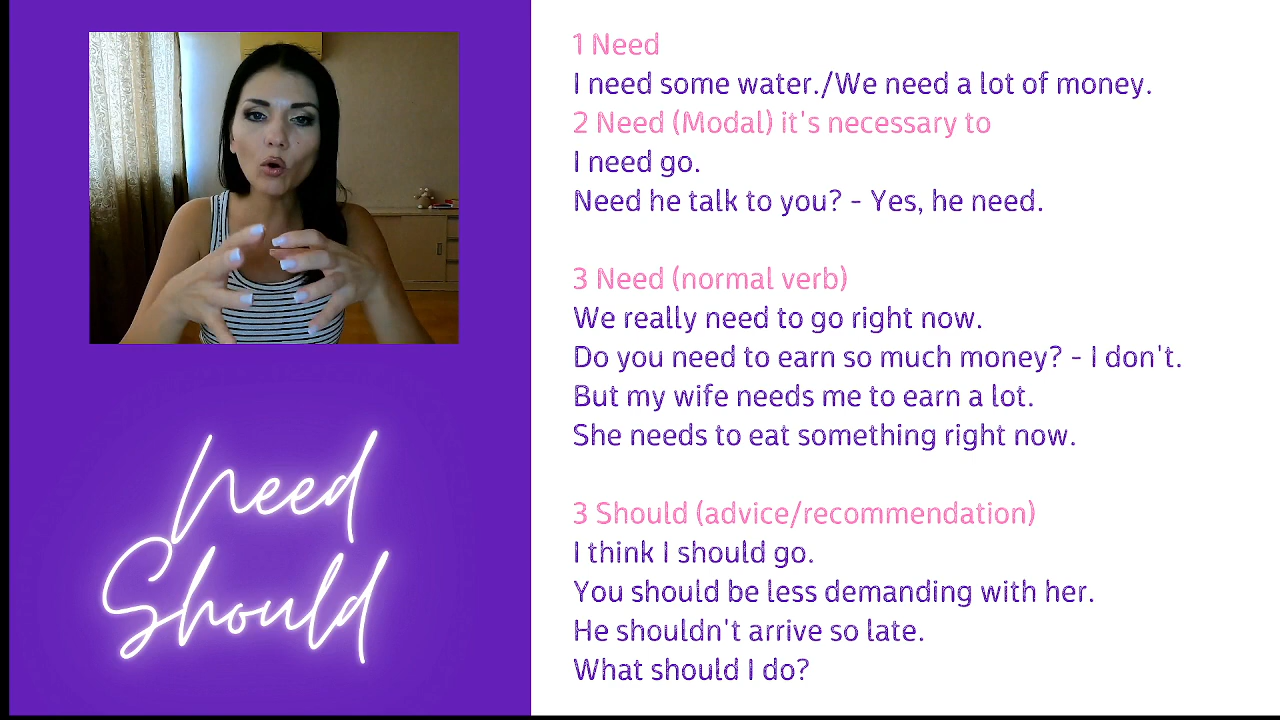 Need
Should
1 Need
I need some water./We need a lot of money.
2 Need (Modal) it's necessary to
I need go.
Need he talk to you? - Yes, he need.
3 Need (normal verb)
We really need to go right now.
Do you need to earn so much money? - I don't.
But my wife needs me to earn a lot.
She needs to eat something right now.
3 Should (advice/recommendation)
I think I should go.
You should be less demanding with her.
He shouldn't arrive so late.
What should I do?